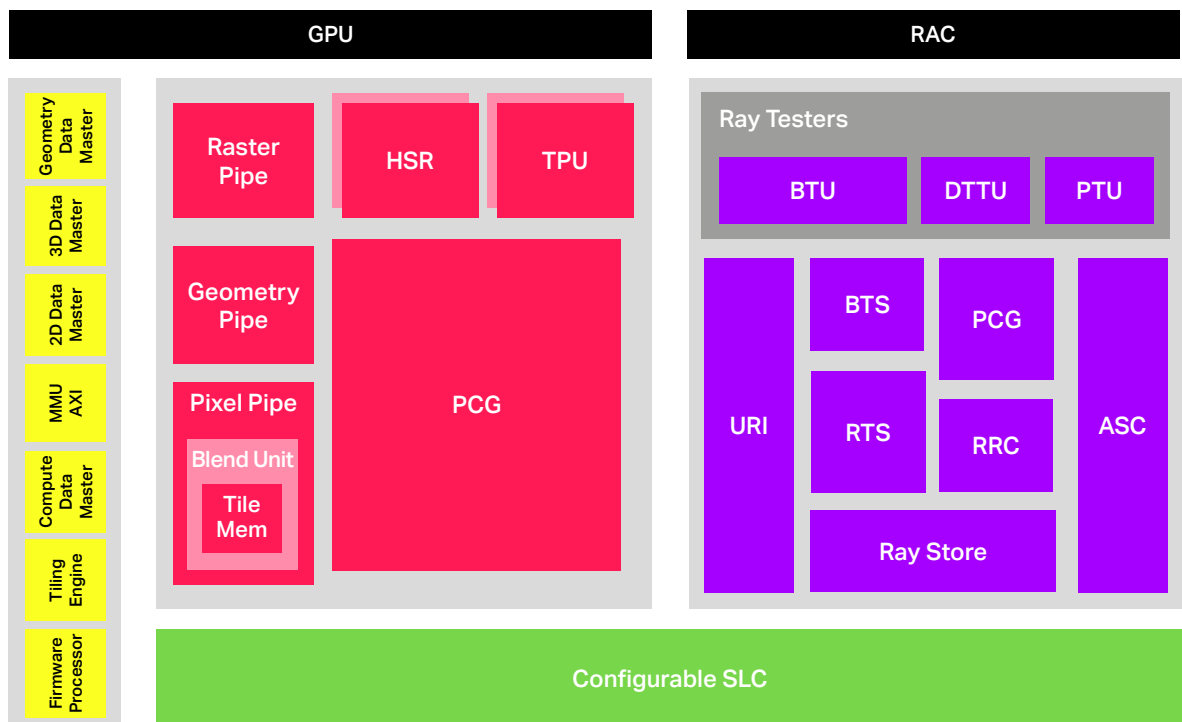 GPU
RAC
Geometry
Data
Master
3D Data
Master
2D Data
Master
MMU
AXI
Compute
Data
Master
Tiling
Engine
Firmware
Processor
Raster
Pipe
HSR
TPU
Geometry
Pipe
PCG
Pixel Pipe
Blend Unit
Tile
Mem
Ray Testers
BTU
DTTU
PTU
URI
BTS
PCG
RTS
RRC
ASC
Ray Store
Configurable SLC